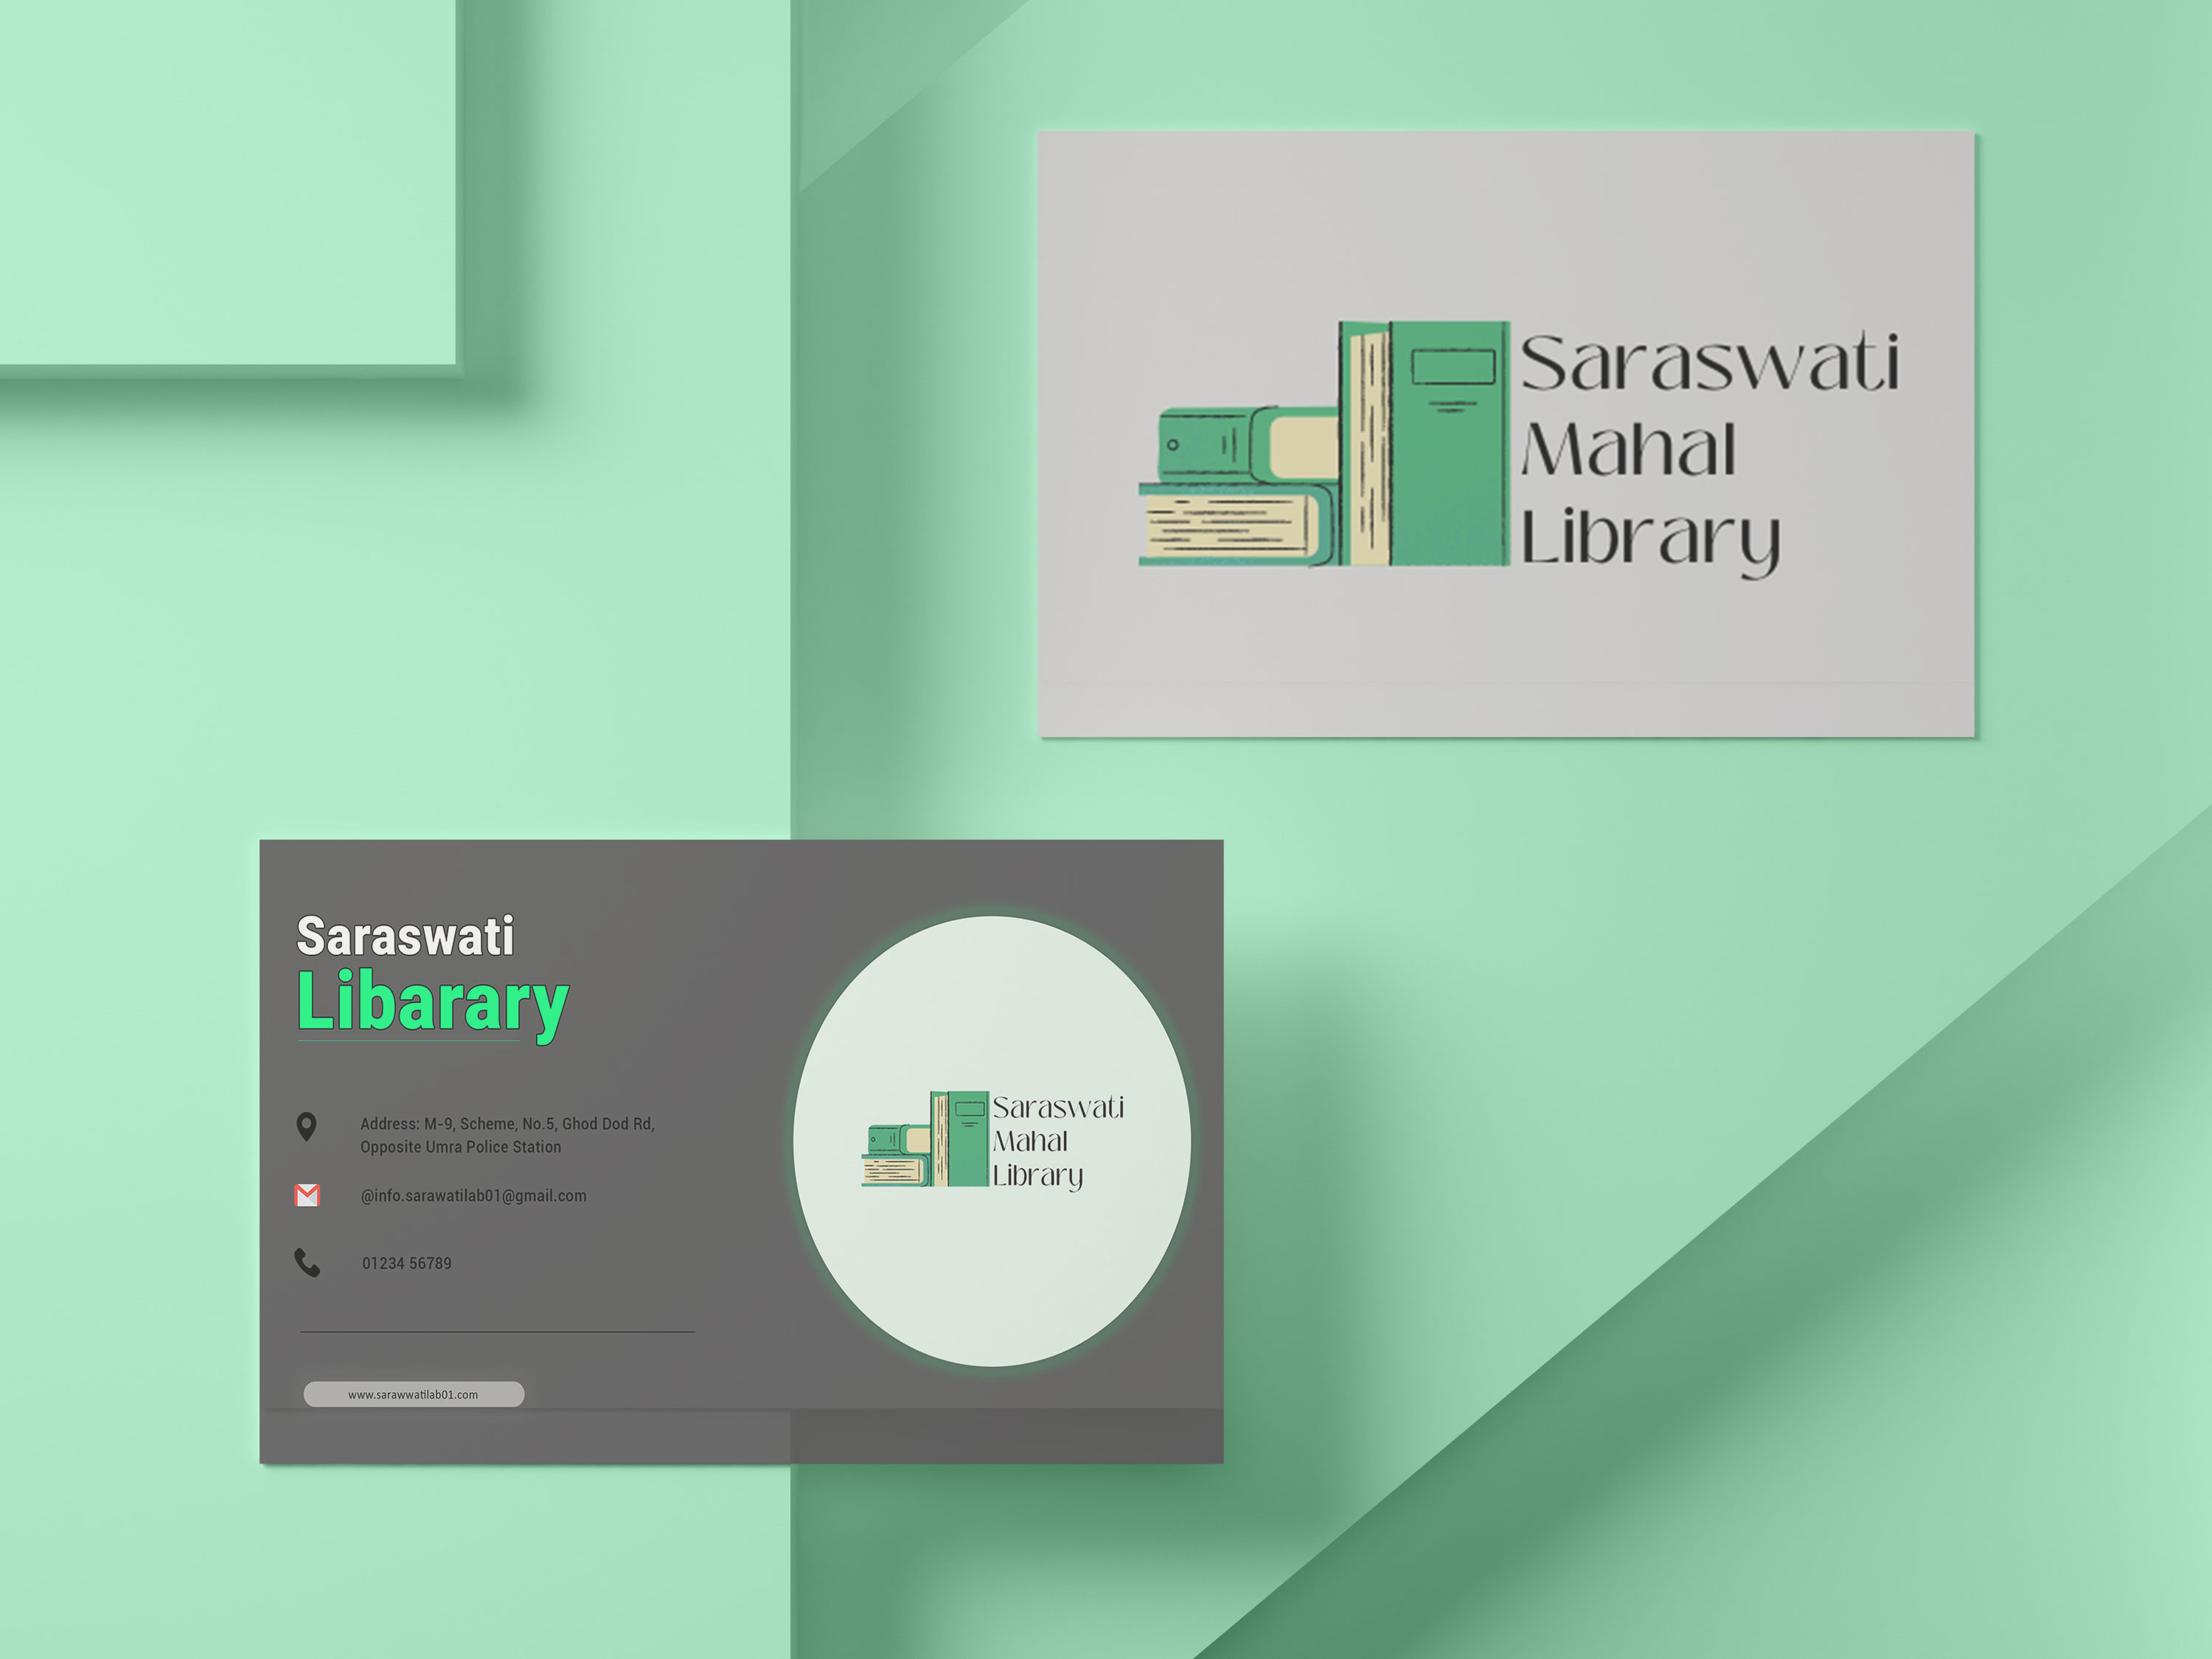 Saraswati
Mahal
Library
Saraswati
Libarary
Address: M-9, Scheme, No.5, Ghod Dod Rd,
Opposite Umra Police Station
@info.sarawatilab01@gmail.com
01234 56789
www.sarawwatilab01.com
Saraswati
Mahal
Library